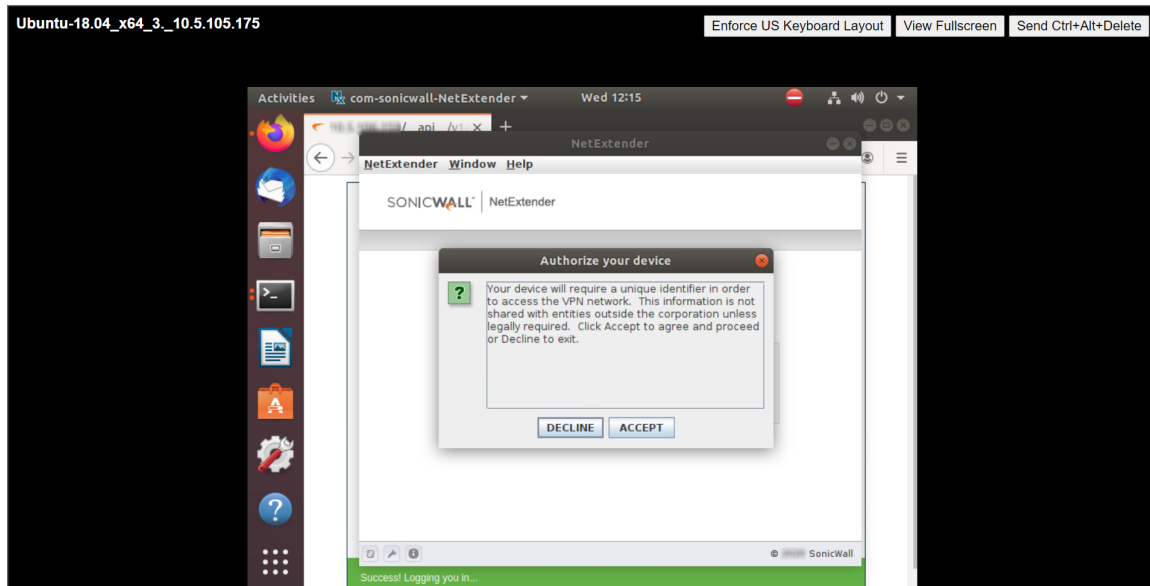 Ubuntu-18.04_x64_3._10.5.105.175
Enforce US Keyboard Layout View Fullscreen Send Ctrl+Alt+Delete
Activities com-sonicwall-NetExtender Wed 12:15
/_api_/v1
NetExtender
NetExtender Window Help
SONICWALL NetExtender
Authorize your device
Your device will require a unique identifier in order
to access the VPN network. This information is not
shared with entities outside the corporation unless
legally required. Click Accept to agree and proceed
or Decline to exit.
DECLINE ACCEPT
© SonicWall
Success! Logging you in...